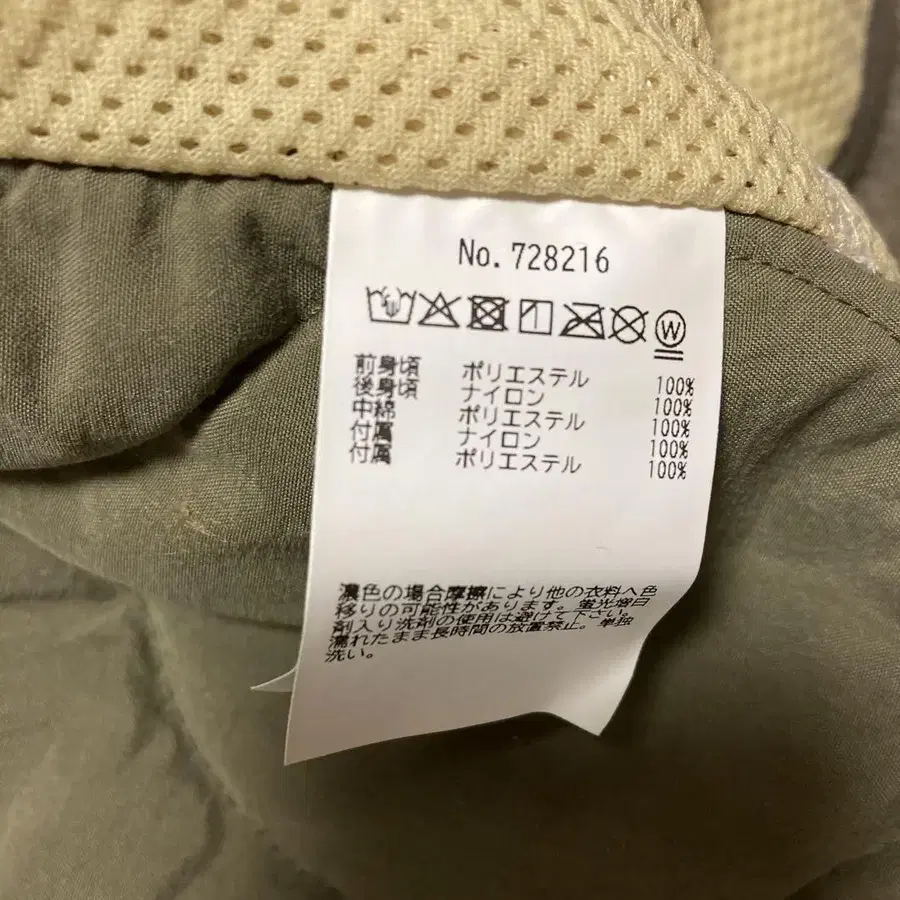 No. 728216
W
前身頃 ポリエステル 100%
後身頃 ナイロン 100%
中綿 ポリエステル 100%
付属 ナイロン 100%
付属 ポリエステル 100%
濃色の場合摩擦により他の衣料へ色
移りの可能性があります。蛍光増白
剤入り洗剤の使用は避けて下さい。
濡れたまま長時間の放置禁止。単独
洗い。